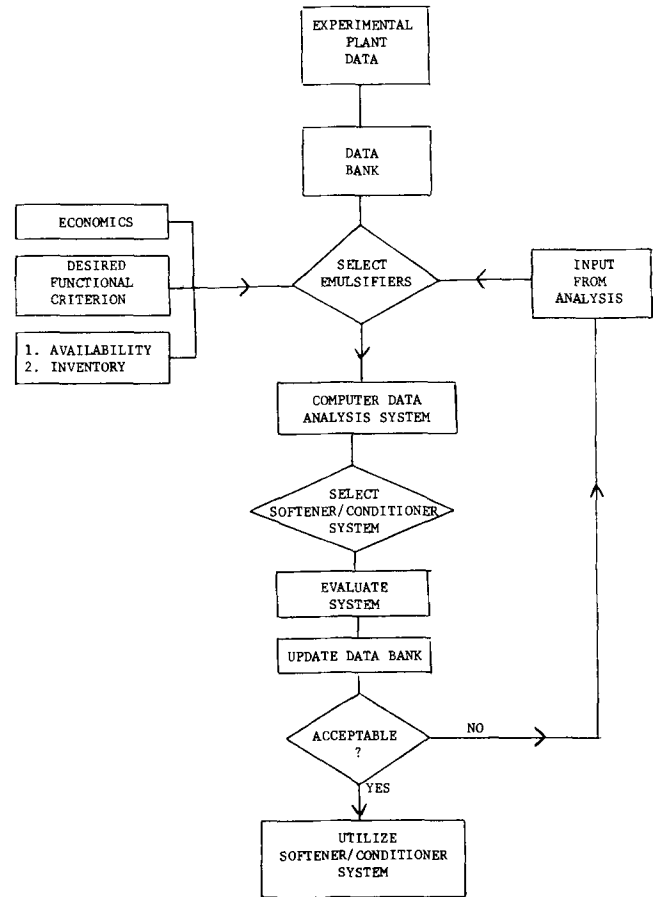 EXPERIMENTAL
PLANT
DATA
DATA
BANK
ECONOMICS
DESIRED
FUNCTIONAL
CRITERION
1. AVAILABILITY
2. INVENTORY
SELECT
EMULSIFIERS
INPUT
FROM
ANALYSIS
COMPUTER DATA
ANALYSIS SYSTEM
SELECT
SOFTENER/CONDITIONER
SYSTEM
EVALUATE
SYSTEM
UPDATE DATA BANK
ACCEPTABLE
?
NO
YES
UTILIZE
SOFTENER/CONDITIONER
SYSTEM